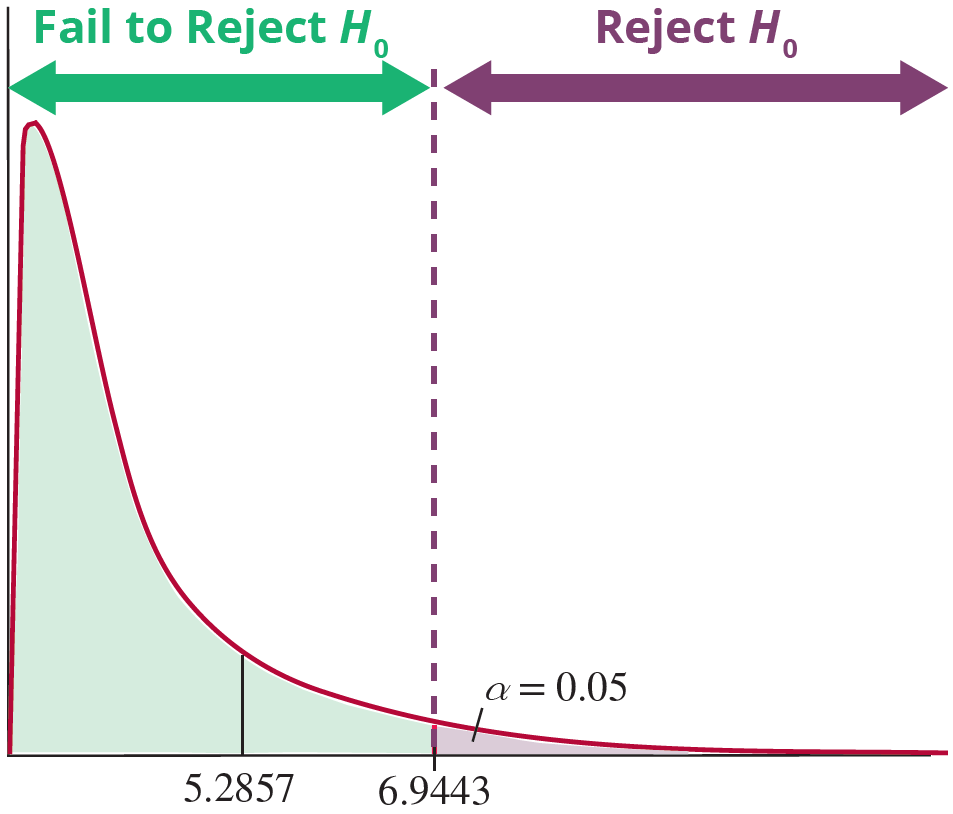 Fail to Reject H₀
Reject H₀
α = 0.05
5.2857
6.9443